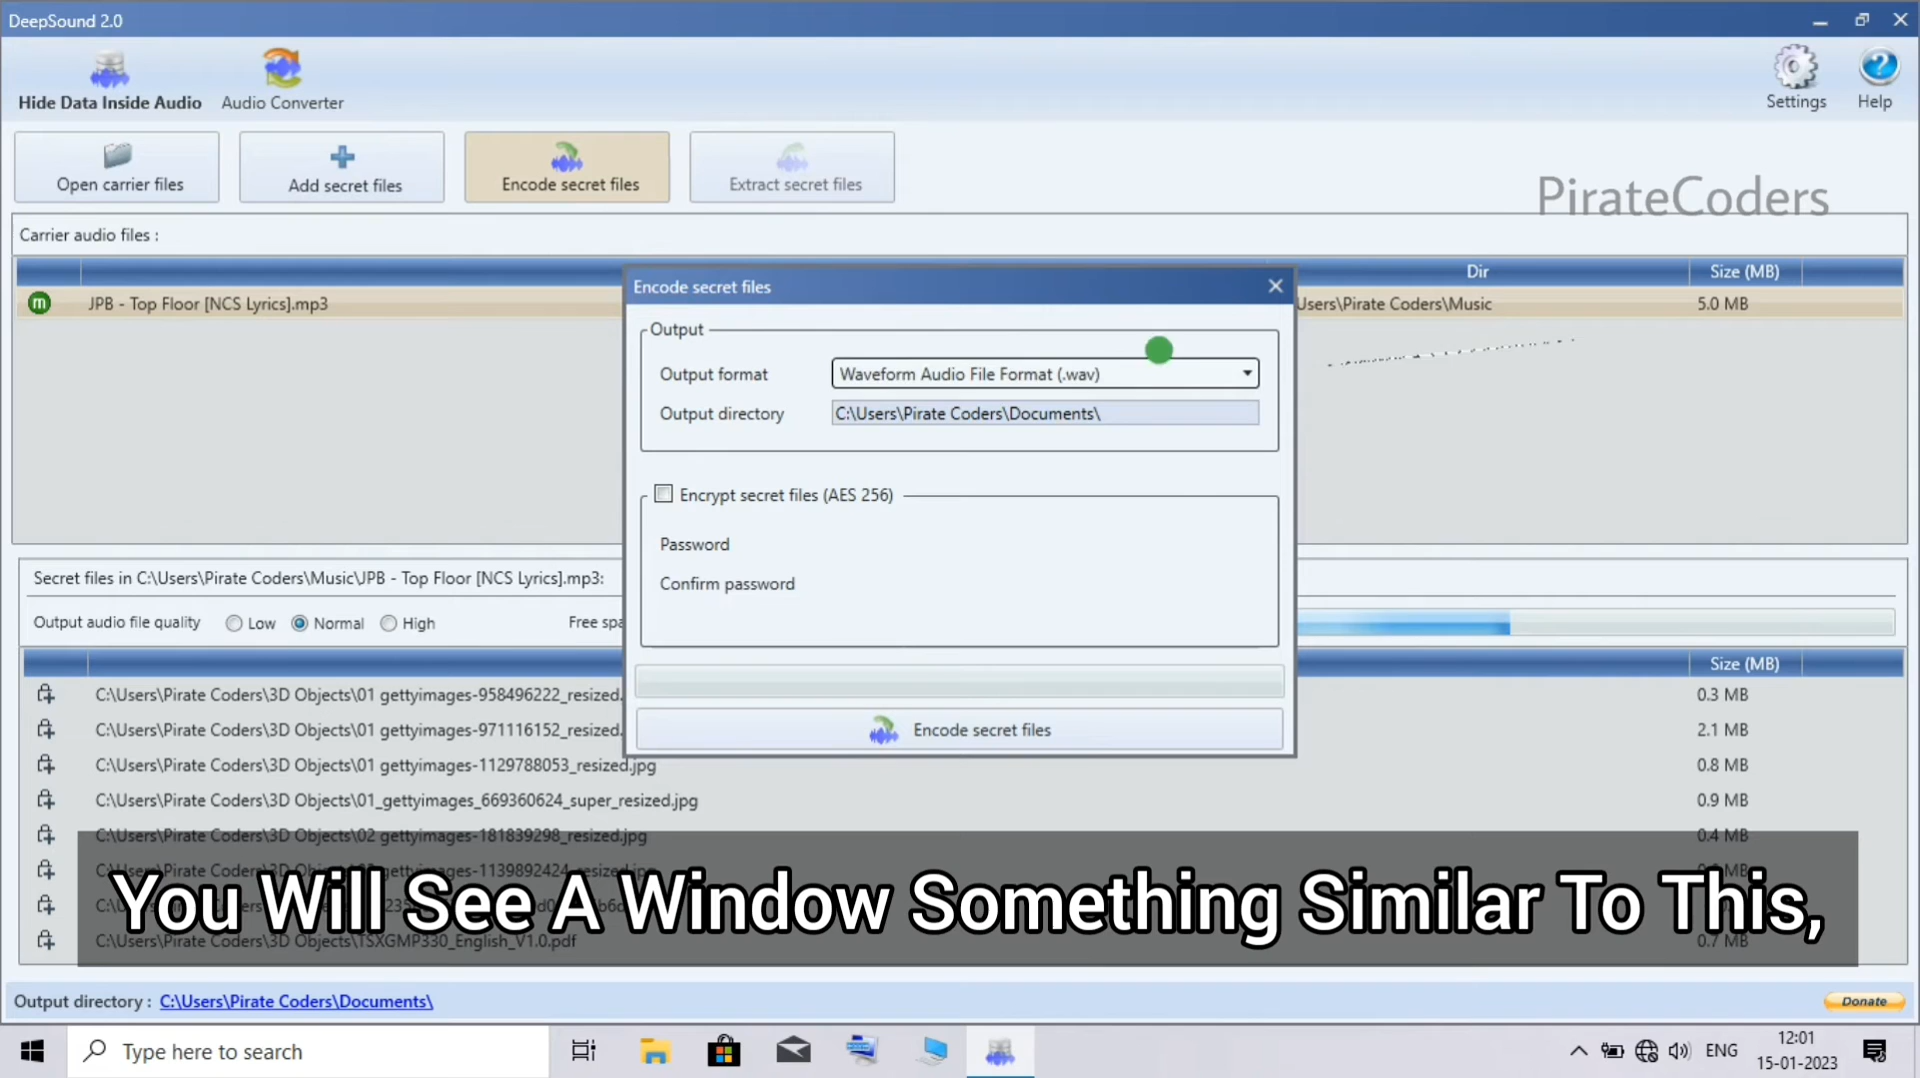 DeepSound 2.0
Hide Data Inside Audio
Audio Converter
Settings
Help
Open carrier files
Add secret files
Encode secret files
Extract secret files
PirateCoders
Carrier audio files :
Dir
Size (MB)
m
JPB - Top Floor [NCS Lyrics].mp3
Users\Pirate Coders\Music
5.0 MB
Encode secret files
Output
Output format
Waveform Audio File Format (.wav)
Output directory
C:\Users\Pirate Coders\Documents\
Encrypt secret files (AES 256)
Password
Confirm password
Encode secret files
Secret files in C:\Users\Pirate Coders\Music\JPB - Top Floor [NCS Lyrics].mp3:
Output audio file quality
Low
Normal
High
Free spa
Size (MB)
C:\Users\Pirate Coders\3D Objects\01 gettyimages-958496222_resized.
0.3 MB
C:\Users\Pirate Coders\3D Objects\01 gettyimages-971116152_resized.
2.1 MB
C:\Users\Pirate Coders\3D Objects\01 gettyimages-1129788053_resized.jpg
0.8 MB
C:\Users\Pirate Coders\3D Objects\01_gettyimages_669360624_super_resized.jpg
0.9 MB
C:\Users\Pirate Coders\3D Objects\02 gettyimages-181839298_resized.jpg
0.4 MB
You Will See A Window Something Similar To This,
C:\Users\Pirate Coders\3D Objects\TSXGMP330_English_V1.0.pdf
0.7 MB
Output directory : C:\Users\Pirate Coders\Documents\
Donate
Type here to search
ENG
12:01
15-01-2023